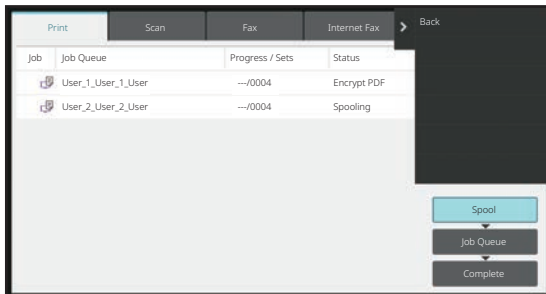 Print Scan Fax Internet Fax Back
Job Job Queue Progress / Sets Status
User_1_User_1_User ---/0004 Encrypt PDF
User_2_User_2_User ---/0004 Spooling
Spool
Job Queue
Complete